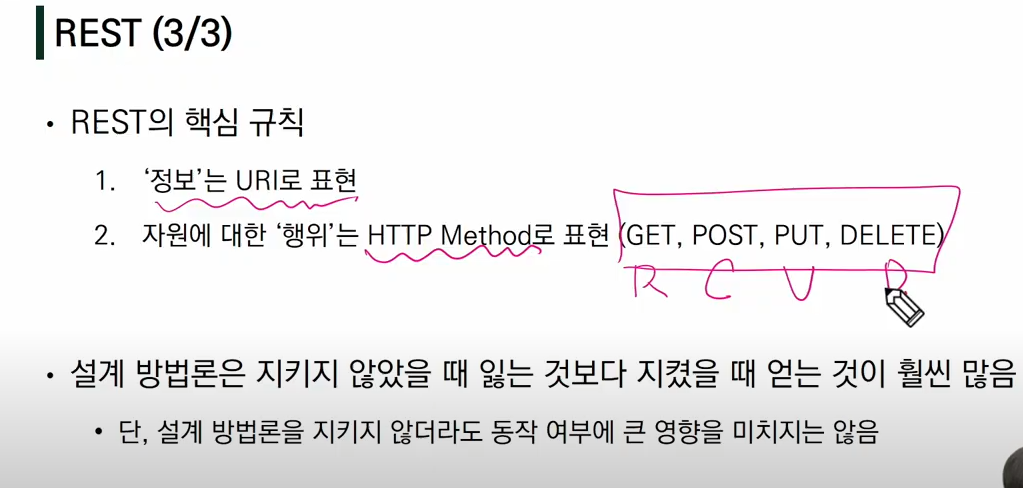 REST (3/3)
• REST의 핵심 규칙
1. ‘정보’는 URI로 표현
2. 자원에 대한 ‘행위’는 HTTP Method로 표현 (GET, POST, PUT, DELETE)
R C U D
• 설계 방법론은 지키지 않았을 때 잃는 것보다 지켰을 때 얻는 것이 훨씬 많음
• 단, 설계 방법론을 지키지 않더라도 동작 여부에 큰 영향을 미치지는 않음